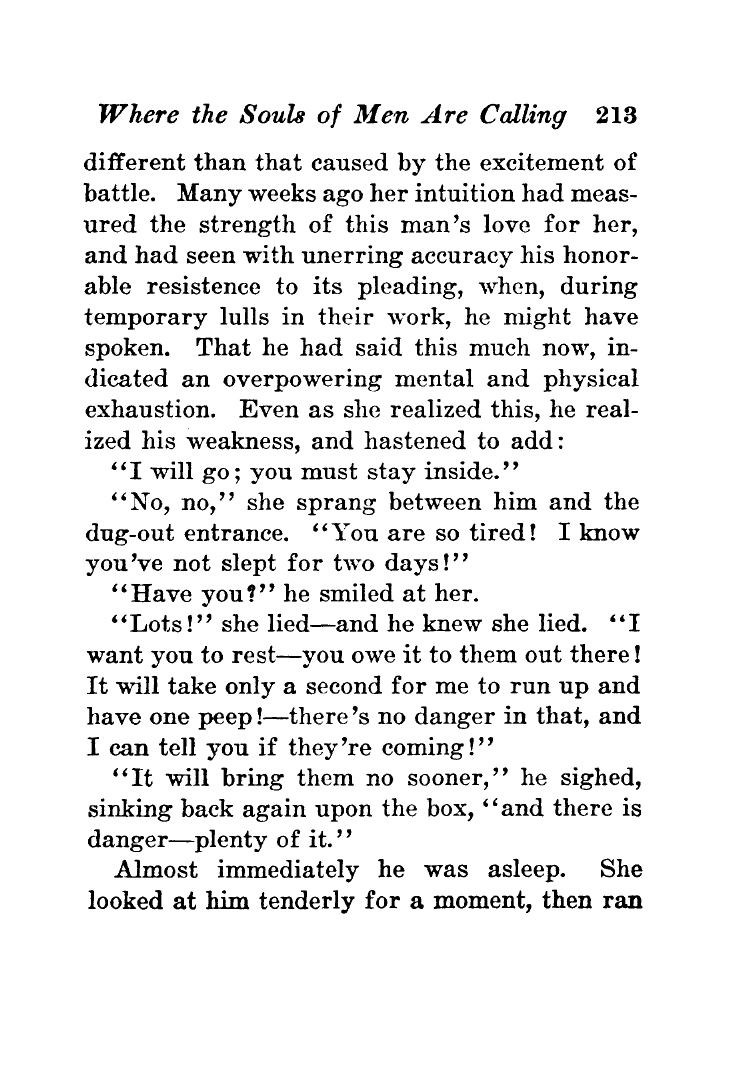 Where the Souls of Men Are Calling 213
different than that caused by the excitement of
battle. Many weeks ago her intuition had meas-
ured the strength of this man's love for her,
and had seen with unerring accuracy his honor-
able resistence to its pleading, when, during
temporary lulls in their work, he might have
spoken. That he had said this much now, in-
dicated an overpowering mental and physical
exhaustion. Even as she realized this, he real-
ized his weakness, and hastened to add:
"I will go; you must stay inside."
"No, no," she sprang between him and the
dug-out entrance. "You are so tired! I know
you've not slept for two days!"
"Have you?" he smiled at her.
"Lots!" she lied—and he knew she lied. "I
want you to rest—you owe it to them out there!
It will take only a second for me to run up and
have one peep!—there's no danger in that, and
I can tell you if they're coming!"
"It will bring them no sooner," he sighed,
sinking back again upon the box, "and there is
danger—plenty of it."
Almost immediately he was asleep. She
looked at him tenderly for a moment, then ran